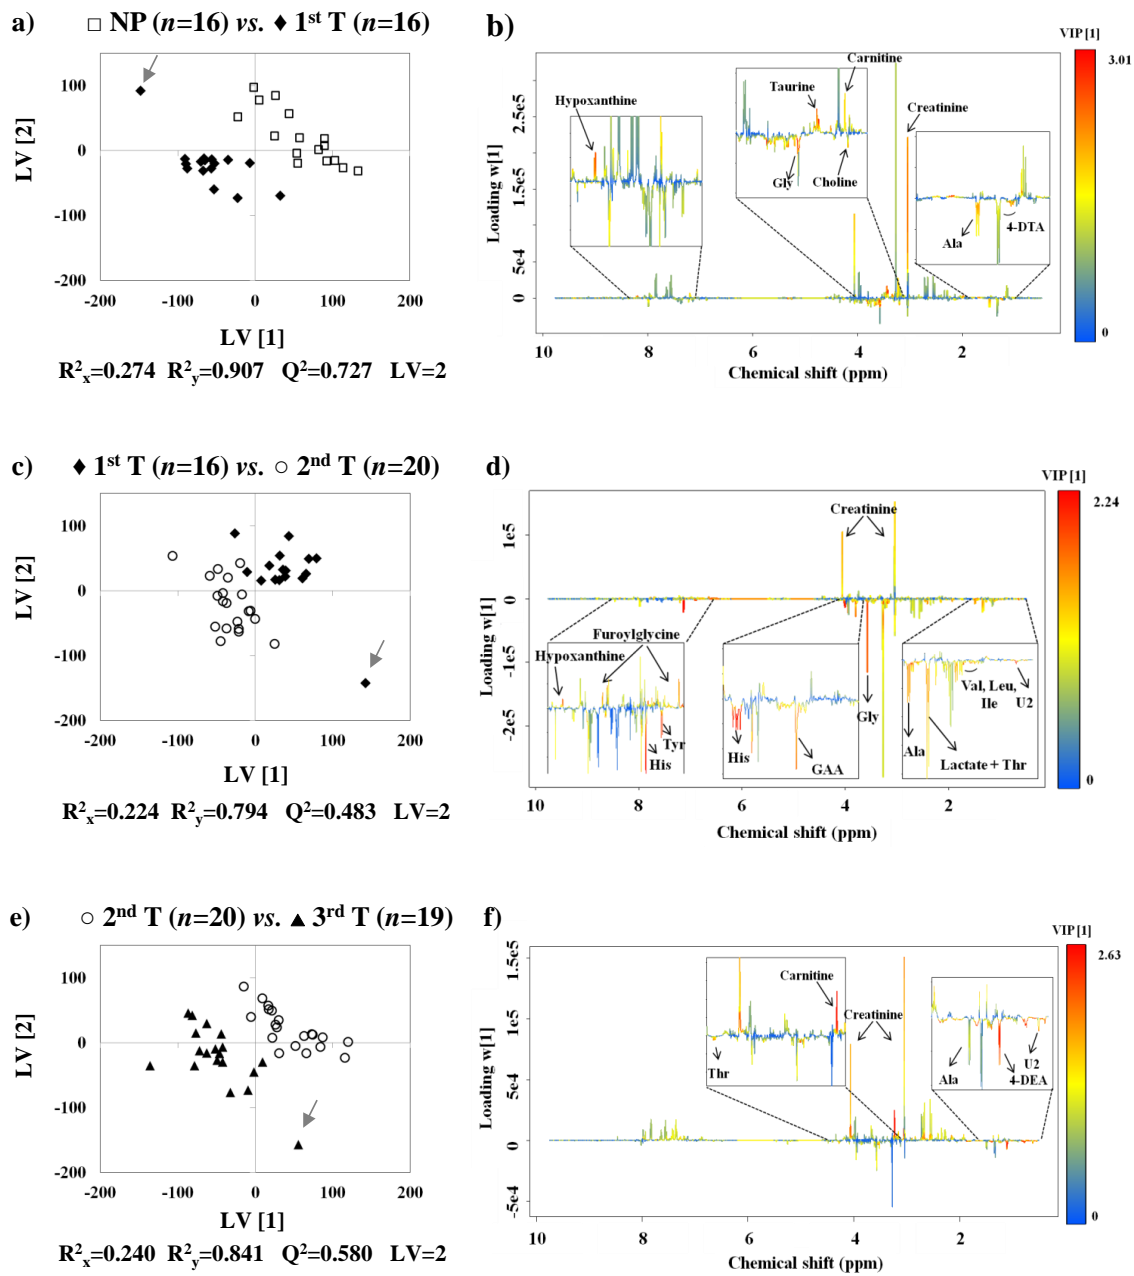 a) □ NP (n=16) vs. ♦ 1st T (n=16)
100
0
-100
-200
-200 -100 0 100 200
LV [2]
LV [1]
R²x=0.274 R²y=0.907 Q²=0.727 LV=2
b)
VIP [1]
3.01
0
Hypoxanthine
Taurine
Carnitine
Creatinine
Gly
Choline
Ala
4-DTA
Loading w[1]
2.5e5
1.5e5
5e4
0
10 8 6 4 2
Chemical shift (ppm)
c) ♦ 1st T (n=16) vs. ○ 2nd T (n=20)
100
0
-100
-200
-200 -100 0 100 200
LV [2]
LV [1]
R²x=0.224 R²y=0.794 Q²=0.483 LV=2
d)
VIP [1]
2.24
0
Creatinine
Furoylglycine
Hypoxanthine
Tyr
His
His
GAA
Gly
Val, Leu,
Ile
U2
Ala
Lactate + Thr
Loading w[1]
1e5
0
-1e5
-2e5
10 8 6 4 2
Chemical shift (ppm)
e) ○ 2nd T (n=20) vs. ▲ 3rd T (n=19)
100
0
-100
-200
-200 -100 0 100 200
LV [2]
LV [1]
R²x=0.240 R²y=0.841 Q²=0.580 LV=2
f)
VIP [1]
2.63
0
Carnitine
Creatinine
Thr
Ala
U2
4-DEA
Loading w[1]
1.5e5
1e5
5e4
0
-5e4
10 8 6 4 2
Chemical shift (ppm)